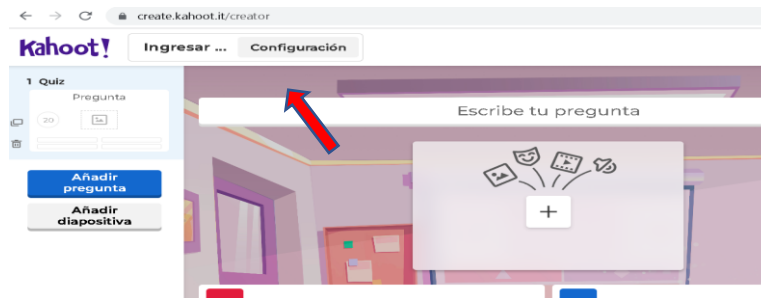 create.kahoot.it/creator
Kahoot!
Ingresar ...
Configuración
1 Quiz
Pregunta
20
Añadir
pregunta
Añadir
diapositiva
Escribe tu pregunta